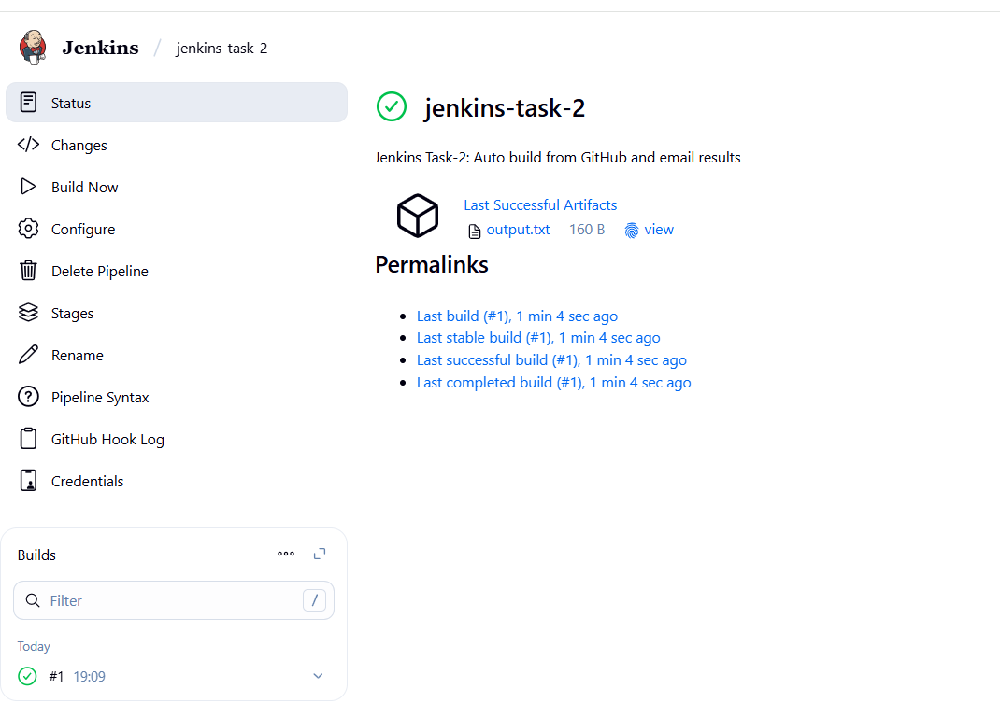 Jenkins / jenkins-task-2
Status
Changes
Build Now
Configure
Delete Pipeline
Stages
Rename
Pipeline Syntax
GitHub Hook Log
Credentials
Builds
Filter /
Today
#1 19:09
jenkins-task-2
Jenkins Task-2: Auto build from GitHub and email results
Last Successful Artifacts
output.txt 160 B view
Permalinks
Last build (#1), 1 min 4 sec ago
Last stable build (#1), 1 min 4 sec ago
Last successful build (#1), 1 min 4 sec ago
Last completed build (#1), 1 min 4 sec ago